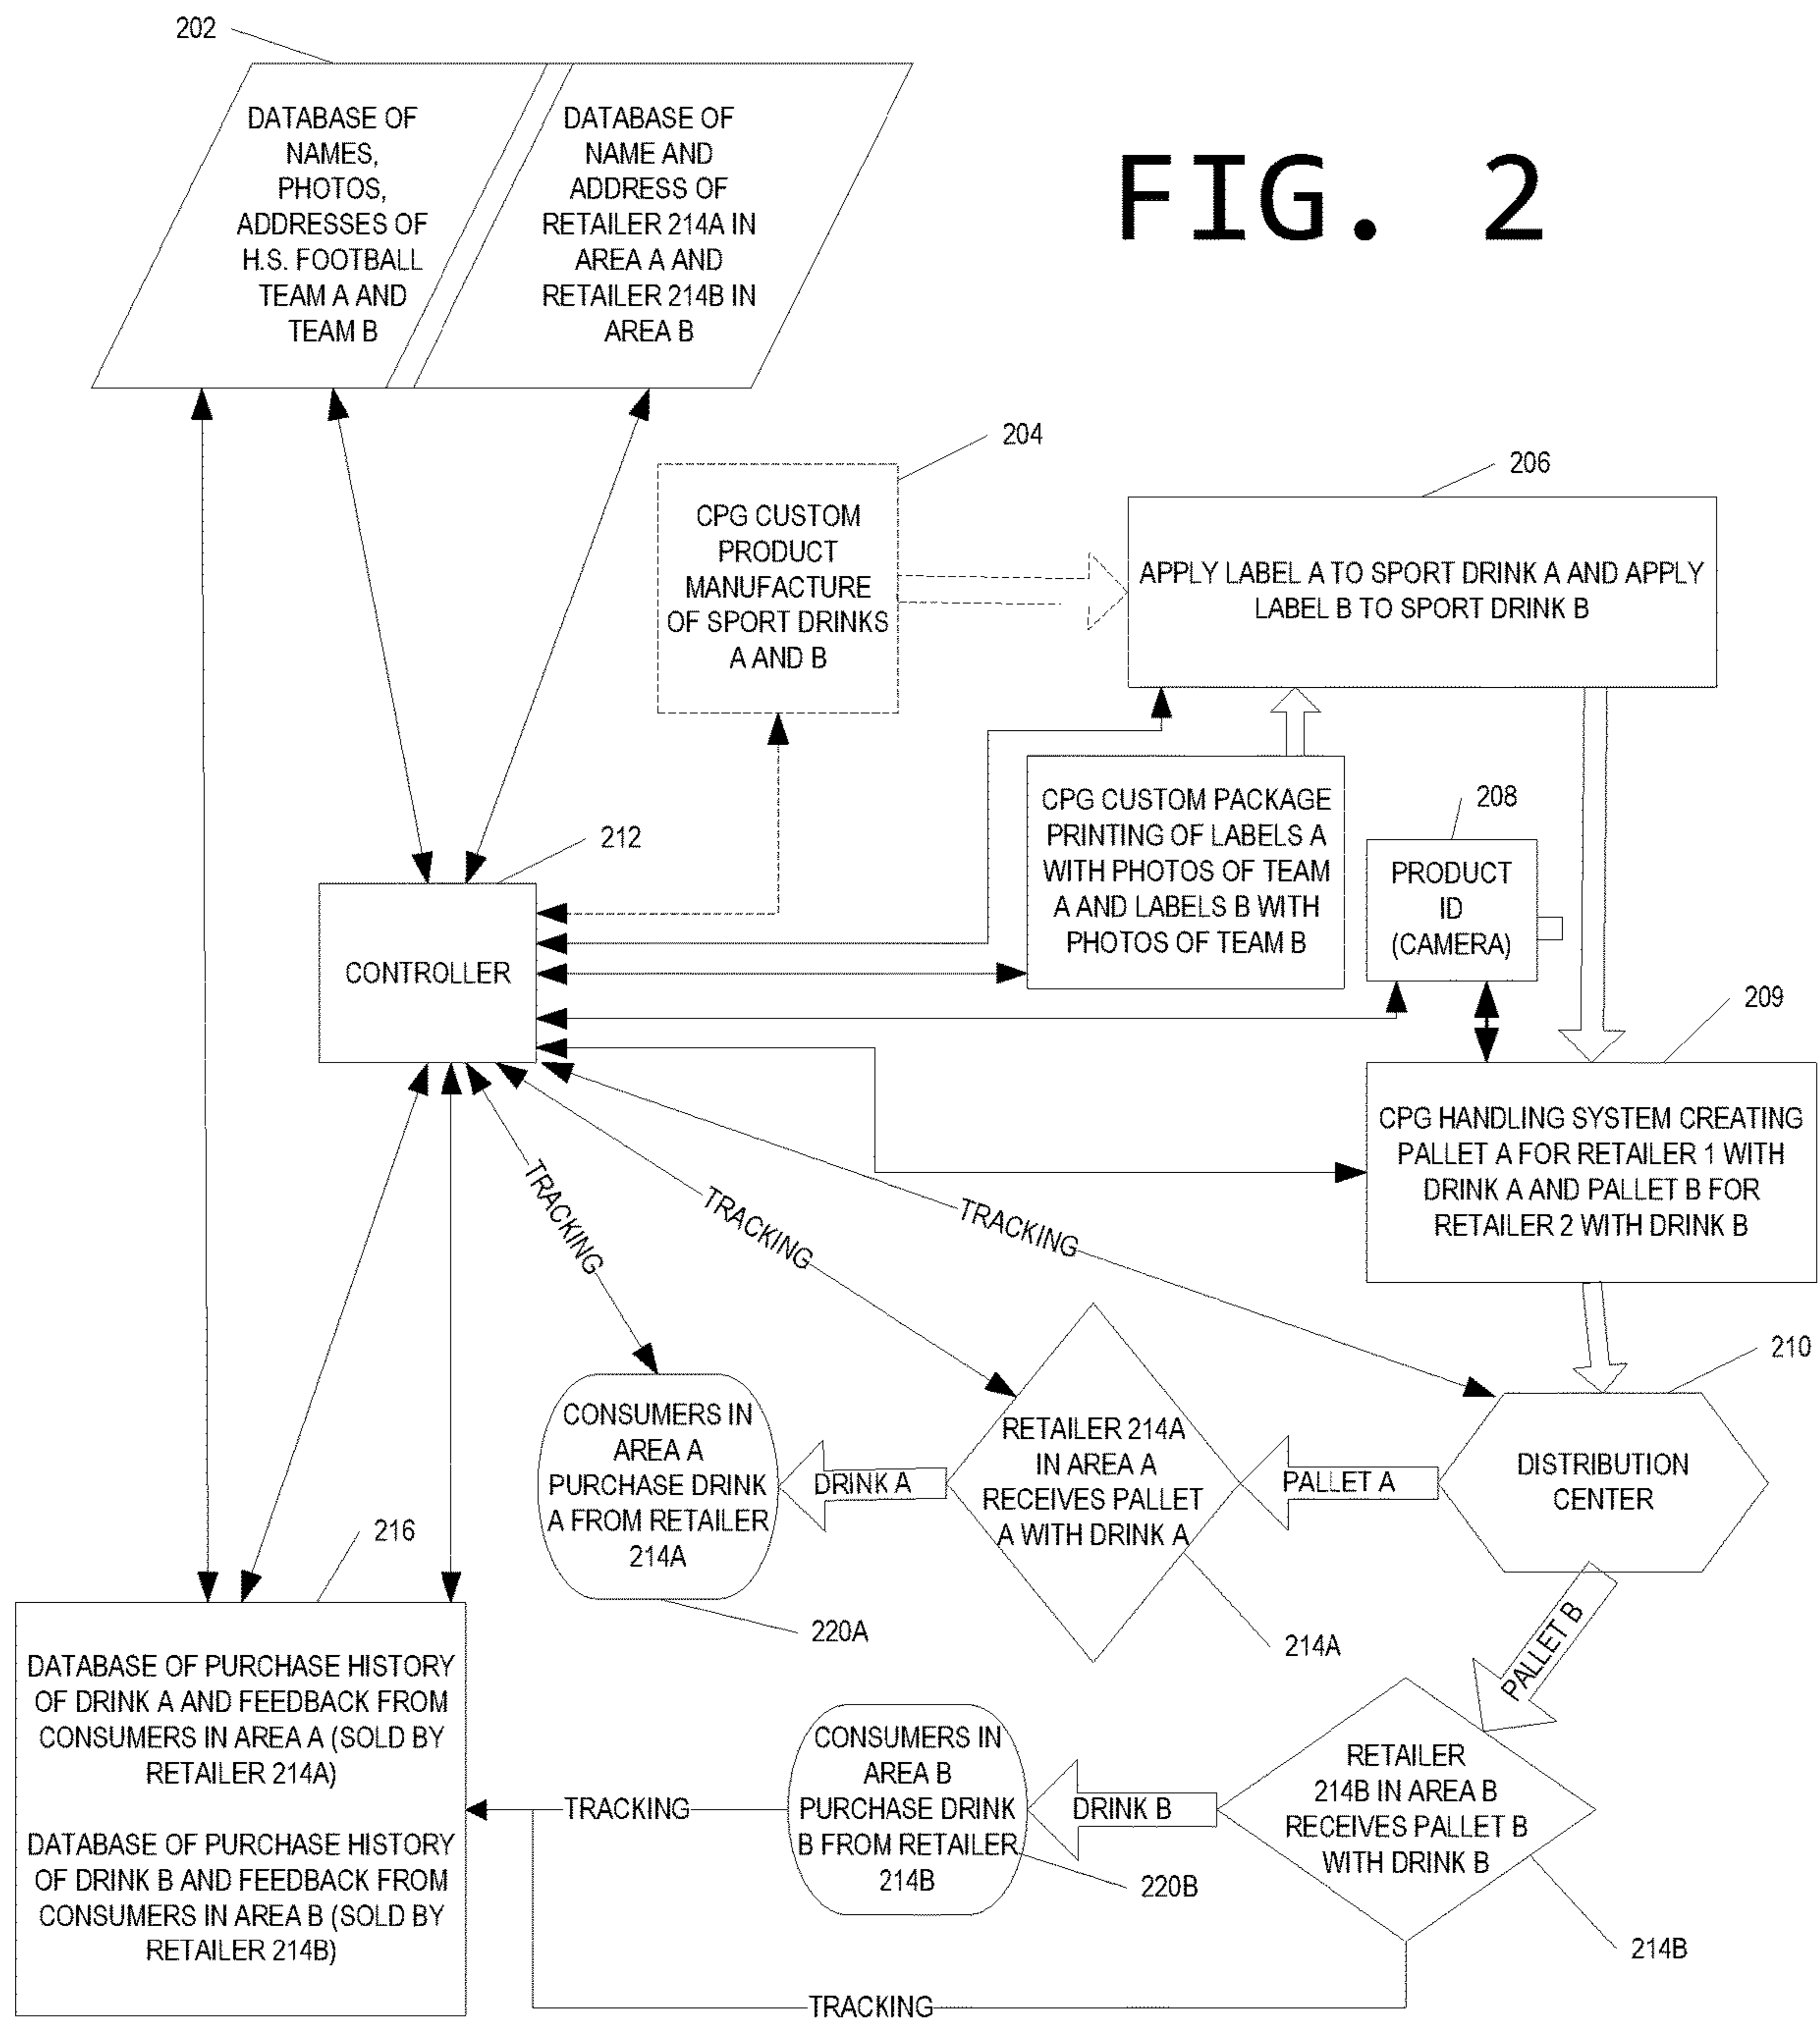 202
DATABASE OF
NAMES,
PHOTOS,
ADDRESSES OF
H.S. FOOTBALL
TEAM A AND
TEAM B
DATABASE OF
NAME AND
ADDRESS OF
RETAILER 214A IN
AREA A AND
RETAILER 214B IN
AREA B
FIG. 2
204
CPG CUSTOM
PRODUCT
MANUFACTURE
OF SPORT DRINKS
A AND B
206
APPLY LABEL A TO SPORT DRINK A AND APPLY
LABEL B TO SPORT DRINK B
CPG CUSTOM PACKAGE
PRINTING OF LABELS A
WITH PHOTOS OF TEAM
A AND LABELS B WITH
PHOTOS OF TEAM B
208
PRODUCT
ID
(CAMERA)
212
CONTROLLER
209
CPG HANDLING SYSTEM CREATING
PALLET A FOR RETAILER 1 WITH
DRINK A AND PALLET B FOR
RETAILER 2 WITH DRINK B
TRACKING
TRACKING
TRACKING
210
DISTRIBUTION
CENTER
PALLET A
RETAILER 214A
IN AREA A
RECEIVES PALLET
A WITH DRINK A
214A
DRINK A
CONSUMERS IN
AREA A
PURCHASE DRINK
A FROM RETAILER
214A
220A
PALLET B
RETAILER
214B IN AREA B
RECEIVES PALLET B
WITH DRINK B
214B
DRINK B
CONSUMERS IN
AREA B
PURCHASE DRINK
B FROM RETAILER
214B
220B
TRACKING
TRACKING
216
DATABASE OF PURCHASE HISTORY
OF DRINK A AND FEEDBACK FROM
CONSUMERS IN AREA A (SOLD BY
RETAILER 214A)
DATABASE OF PURCHASE HISTORY
OF DRINK B AND FEEDBACK FROM
CONSUMERS IN AREA B (SOLD BY
RETAILER 214B)